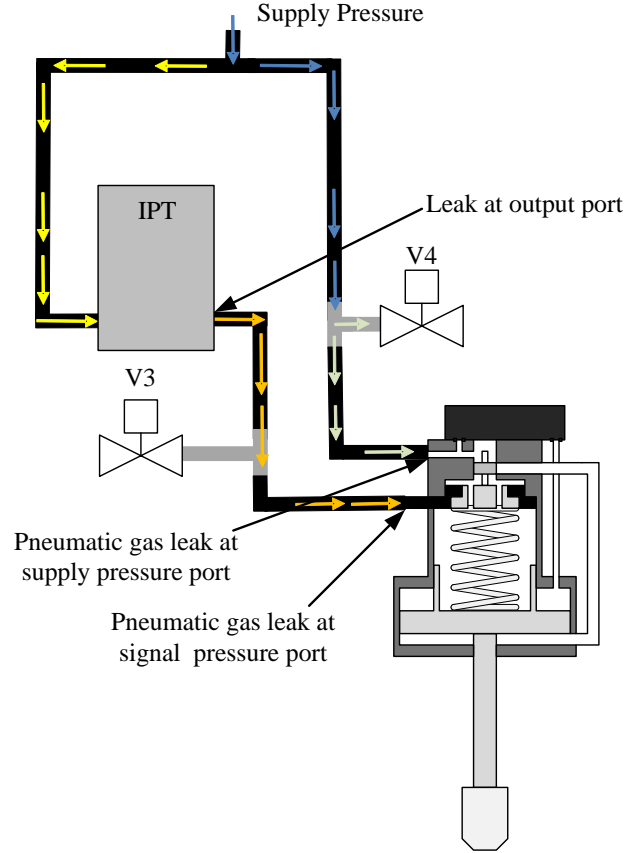 Supply Pressure
IPT
Leak at output port
V4
V3
Pneumatic gas leak at
supply pressure port
Pneumatic gas leak at
signal  pressure port